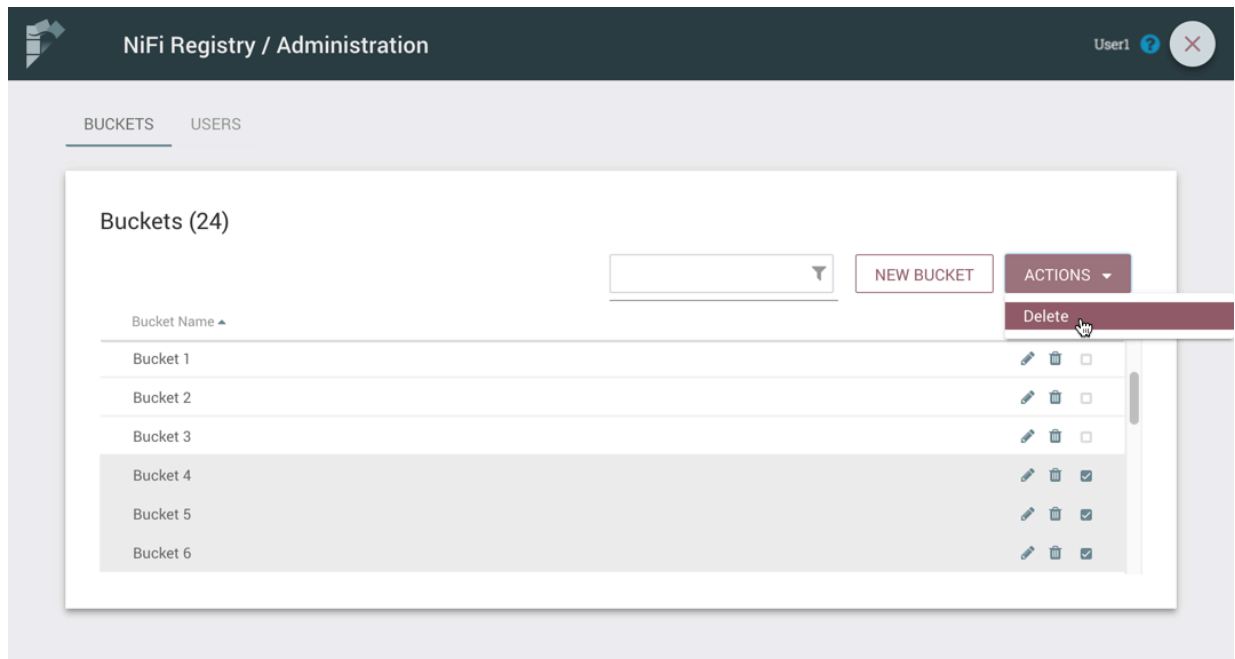 NiFi Registry / Administration
User1 ?
BUCKETS USERS
Buckets (24)
NEW BUCKET ACTIONS
Delete
Bucket Name
Bucket 1
Bucket 2
Bucket 3
Bucket 4
Bucket 5
Bucket 6